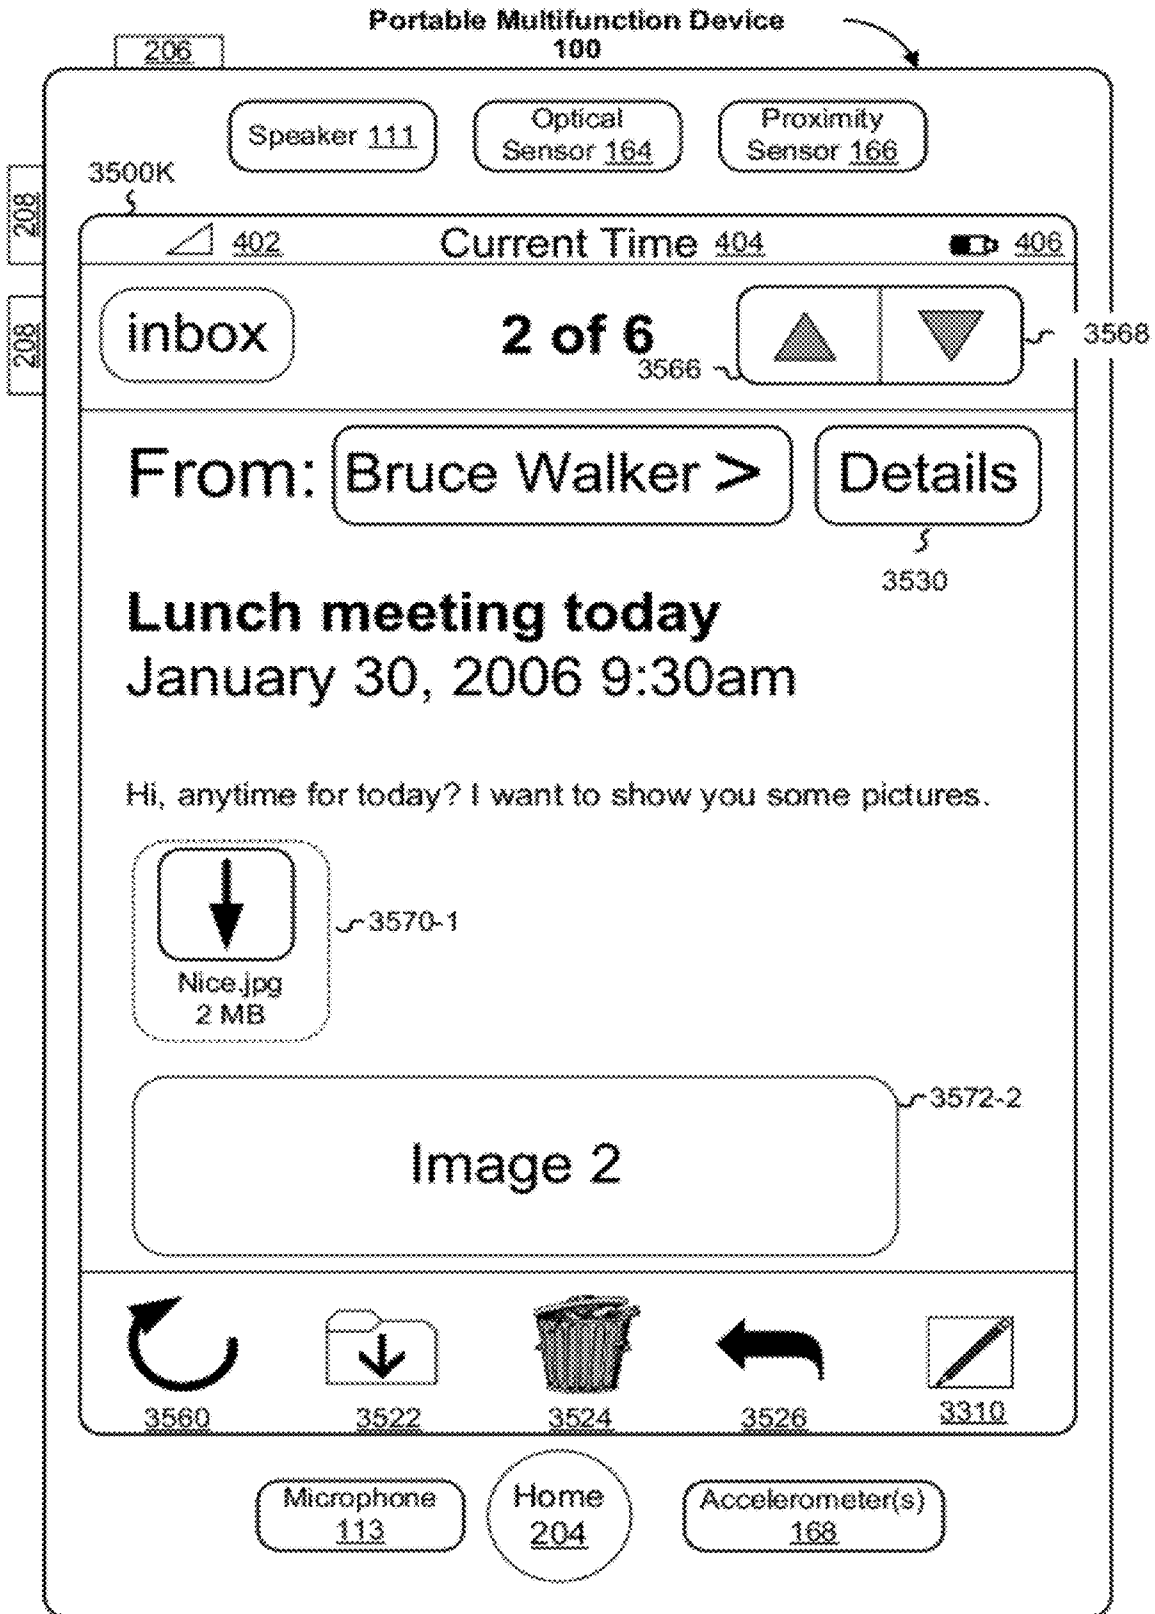 Portable Multifunction Device
100
206
Speaker 111
Optical
Sensor 164
Proximity
Sensor 166
3500K
208
208
402
Current Time 404
406
inbox
2 of 6
3566
3568
From:
Bruce Walker >
Details
3530
Lunch meeting today
January 30, 2006 9:30am
Hi, anytime for today? I want to show you some pictures.
Nice.jpg
2 MB
3570-1
Image 2
3572-2
3560
3522
3524
3526
3310
Microphone
113
Home
204
Accelerometer(s)
168